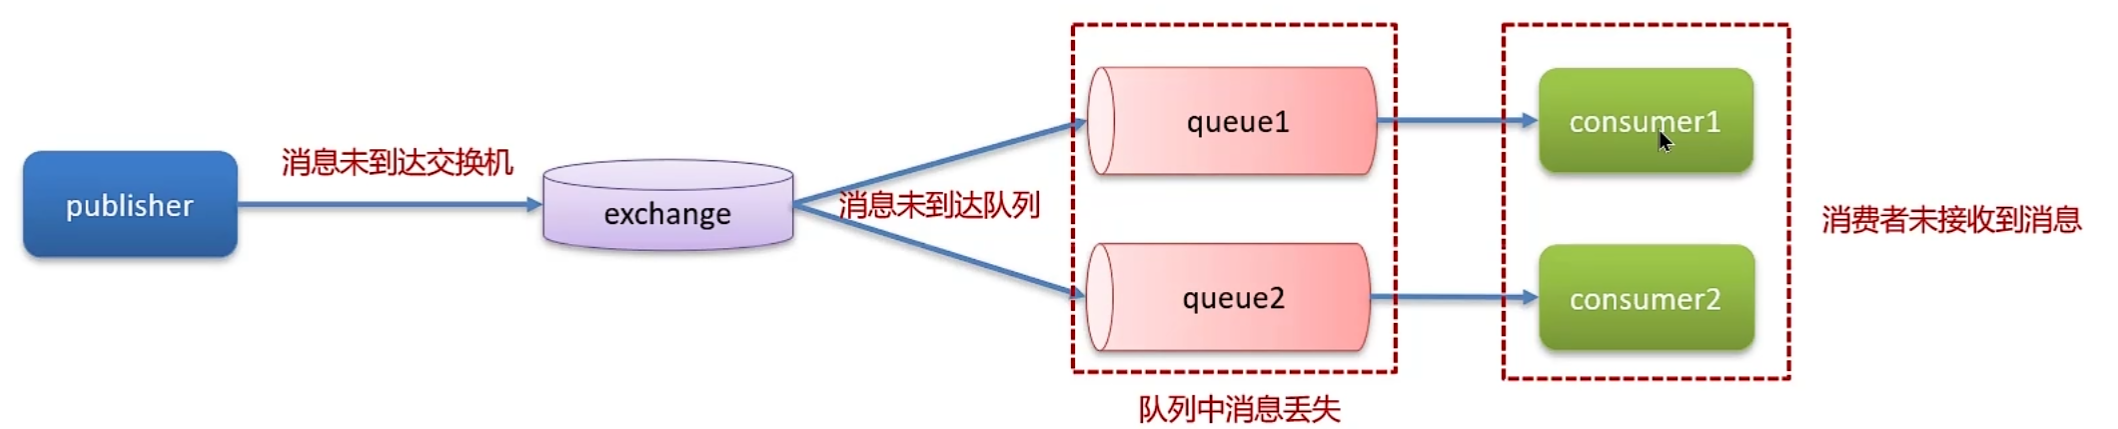 publisher
消息未到达交换机
exchange
消息未到达队列
queue1
queue2
队列中消息丢失
consumer1
consumer2
消费者未接收到消息